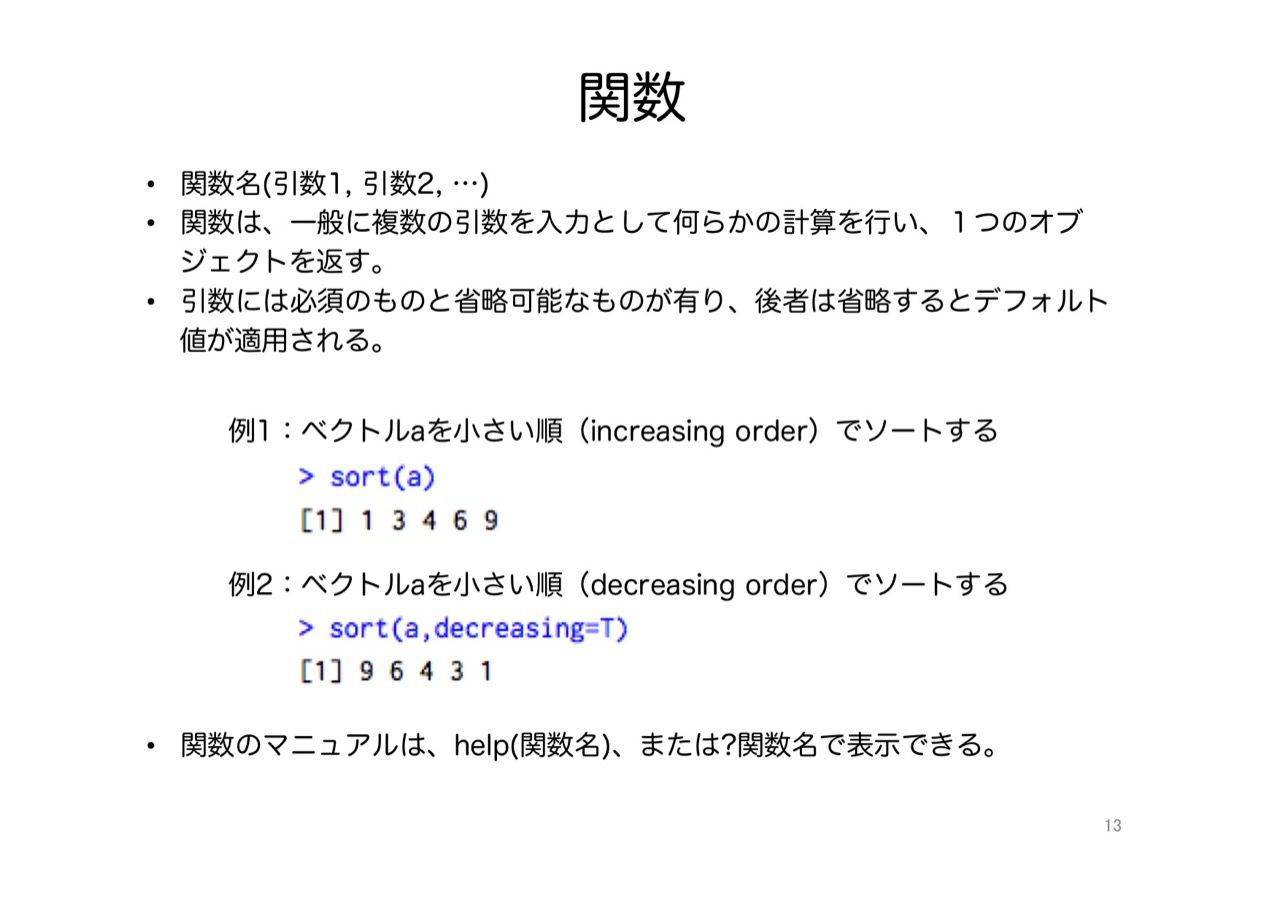 関数
• 関数名(引数1, 引数2, …)
• 関数は、一般に複数の引数を入力として何らかの計算を行い、１つのオブ
ジェクトを返す。
• 引数には必須のものと省略可能なものが有り、後者は省略するとデフォルト
値が適用される。
例1：ベクトルaを小さい順（increasing order）でソートする
> sort(a)
[1] 1 3 4 6 9
例2：ベクトルaを小さい順（decreasing order）でソートする
> sort(a,decreasing=T)
[1] 9 6 4 3 1
• 関数のマニュアルは、help(関数名)、または?関数名で表示できる。
13